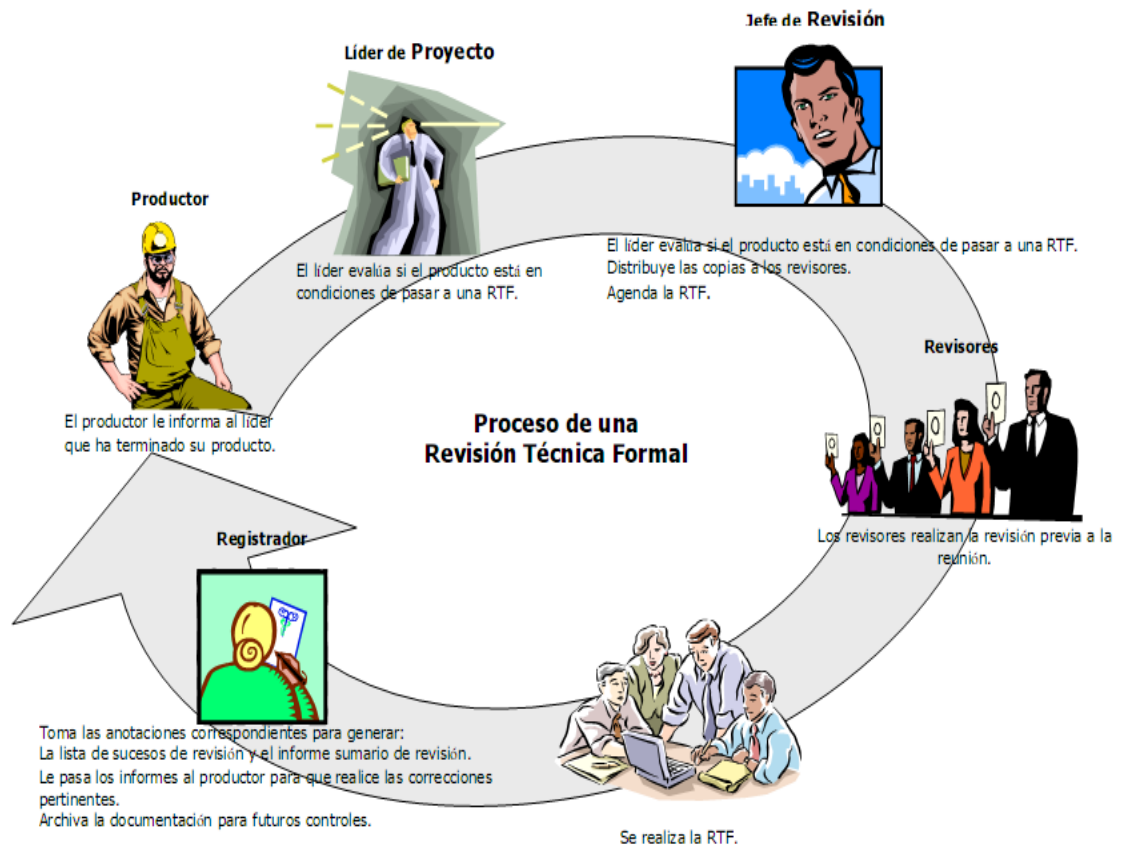 Jefe de Revisión
Líder de Proyecto
Productor
El líder evalúa si el producto está en
condiciones de pasar a una RTF.
El líder evalúa si el producto está en condiciones de pasar a una RTF.
Distribuye las copias a los revisores.
Agenda la RTF.
Revisores
El productor le informa al líder
que ha terminado su producto.
Proceso de una
Revisión Técnica Formal
Registrador
Los revisores realizan la revisión previa a la
reunión.
Toma las anotaciones correspondientes para generar:
La lista de sucesos de revisión y el informe sumario de revisión.
Le pasa los informes al productor para que realice las correcciones
pertinentes.
Archiva la documentación para futuros controles.
Se realiza la RTF.